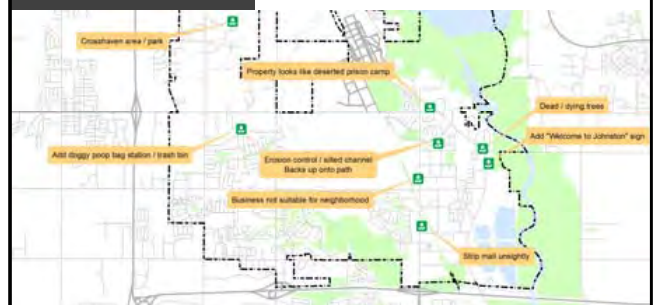 Crosshaven area / park
Property looks like deserted prison camp
Dead / dying trees
Add "Welcome to Johnston" sign
Add doggy poop bag station / trash bin
Erosion control / silted channel
Backs up onto path
Business not suitable for neighborhood
Strip mall unsightly